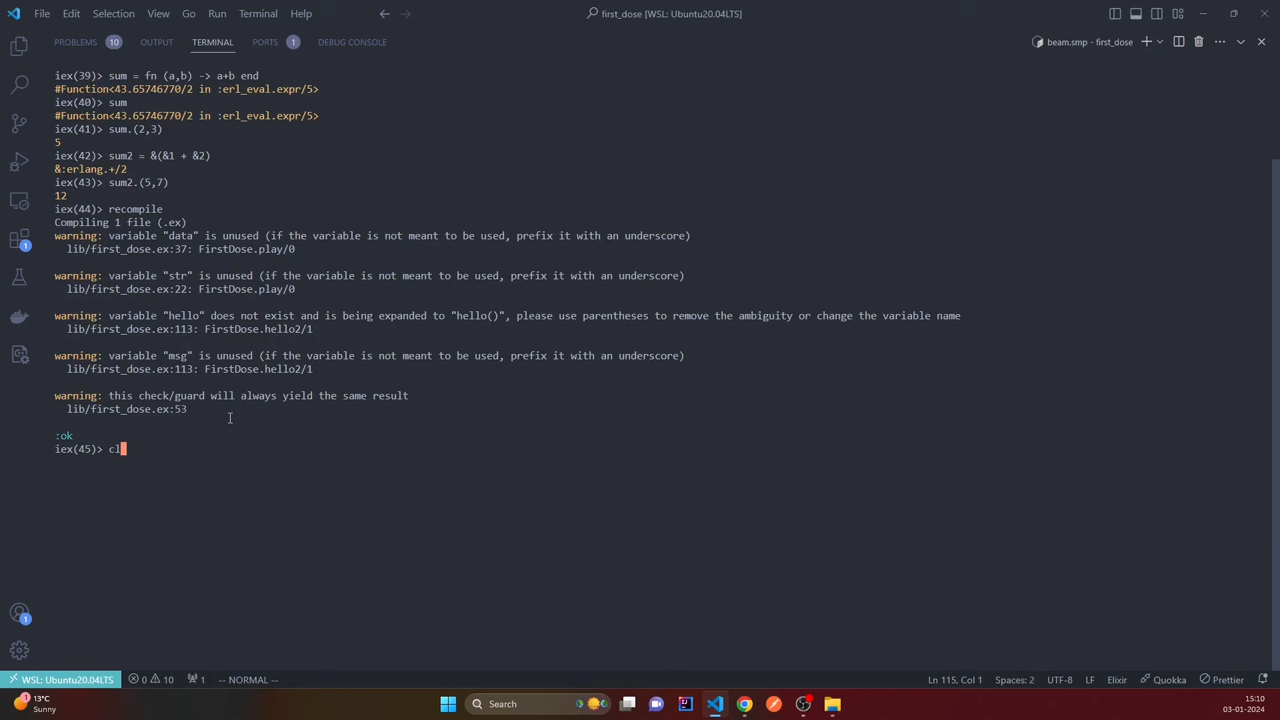 File Edit Selection View Go Run Terminal Help
first_dose [WSL: Ubuntu20.04LTS]
PROBLEMS 10 OUTPUT TERMINAL PORTS 1 DEBUG CONSOLE
beam.smp - first_dose
iex(39)> sum = fn (a,b) -> a+b end
#Function<43.65746770/2 in :erl_eval.expr/5>
iex(40)> sum
#Function<43.65746770/2 in :erl_eval.expr/5>
iex(41)> sum.(2,3)
5
iex(42)> sum2 = &(&1 + &2)
&:erlang.+/2
iex(43)> sum2.(5,7)
12
iex(44)> recompile
Compiling 1 file (.ex)
warning: variable "data" is unused (if the variable is not meant to be used, prefix it with an underscore)
lib/first_dose.ex:37: FirstDose.play/0
warning: variable "str" is unused (if the variable is not meant to be used, prefix it with an underscore)
lib/first_dose.ex:22: FirstDose.play/0
warning: variable "hello" does not exist and is being expanded to "hello()", please use parentheses to remove the ambiguity or change the variable name
lib/first_dose.ex:113: FirstDose.hello2/1
warning: variable "msg" is unused (if the variable is not meant to be used, prefix it with an underscore)
lib/first_dose.ex:113: FirstDose.hello2/1
warning: this check/guard will always yield the same result
lib/first_dose.ex:53
:ok
iex(45)> cl
1
1
WSL: Ubuntu20.04LTS 0 10 1 -- NORMAL -- Ln 115, Col 1 Spaces: 2 UTF-8 LF Elixir Quokka Prettier
1 13°C
Sunny
Search
15:10
03-01-2024